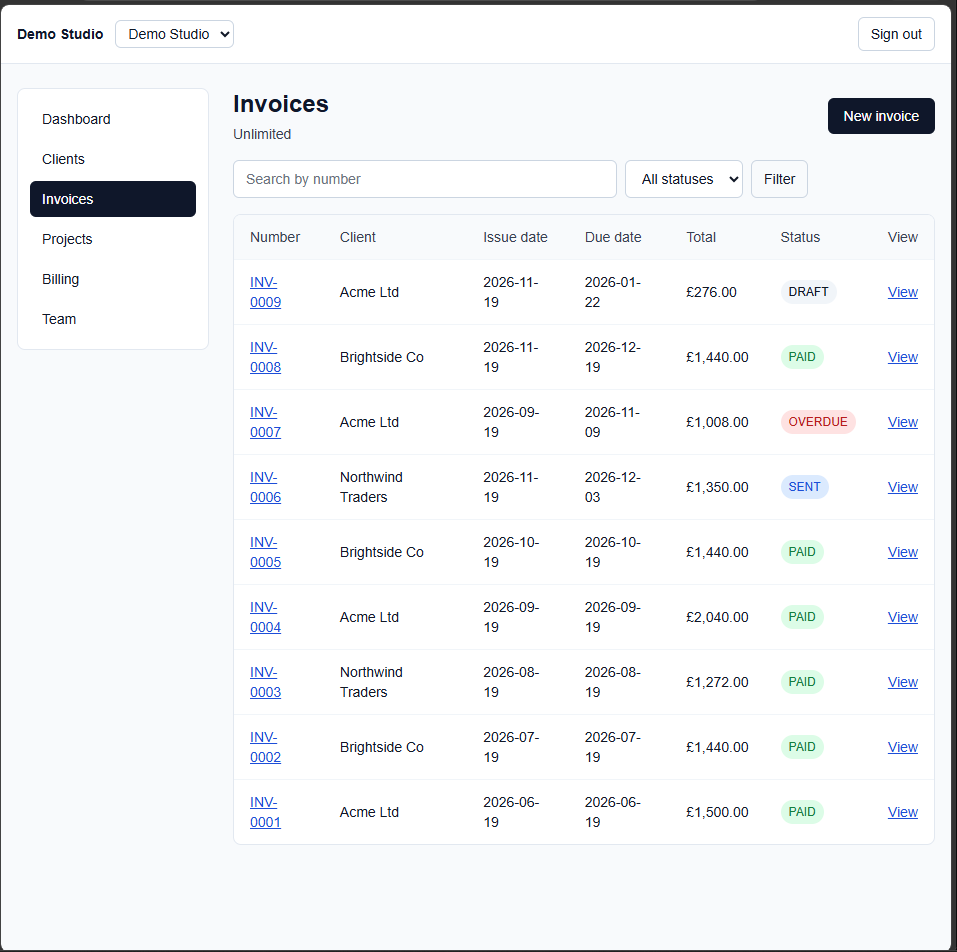 Demo Studio Demo Studio Sign out
Dashboard
Clients
Invoices
Projects
Billing
Team
Invoices
Unlimited
New invoice
Search by number All statuses Filter
Number Client Issue date Due date Total Status View
INV-0009 Acme Ltd 2026-11-19 2026-01-22 £276.00 DRAFT View
INV-0008 Brightside Co 2026-11-19 2026-12-19 £1,440.00 PAID View
INV-0007 Acme Ltd 2026-09-19 2026-11-09 £1,008.00 OVERDUE View
INV-0006 Northwind Traders 2026-11-19 2026-12-03 £1,350.00 SENT View
INV-0005 Brightside Co 2026-10-19 2026-10-19 £1,440.00 PAID View
INV-0004 Acme Ltd 2026-09-19 2026-09-19 £2,040.00 PAID View
INV-0003 Northwind Traders 2026-08-19 2026-08-19 £1,272.00 PAID View
INV-0002 Brightside Co 2026-07-19 2026-07-19 £1,440.00 PAID View
INV-0001 Acme Ltd 2026-06-19 2026-06-19 £1,500.00 PAID View